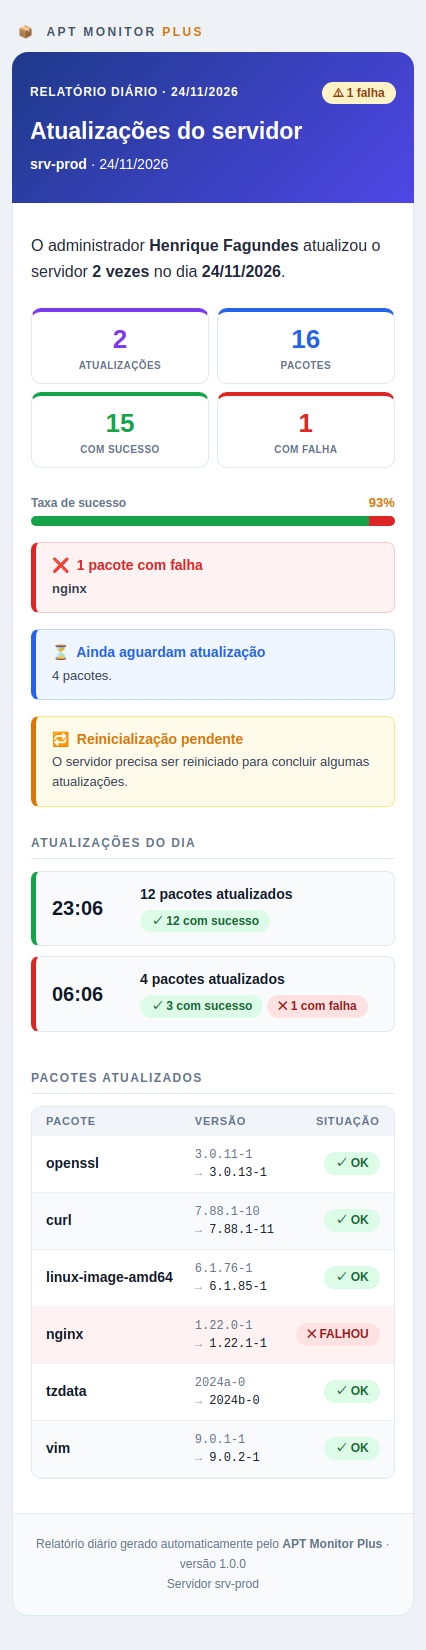 APT MONITOR PLUS
RELATÓRIO DIÁRIO · 24/11/2026
⚠ 1 falha
Atualizações do servidor
srv-prod · 24/11/2026
O administrador Henrique Fagundes atualizou o
servidor 2 vezes no dia 24/11/2026.
2
ATUALIZAÇÕES
16
PACOTES
15
COM SUCESSO
1
COM FALHA
Taxa de sucesso
93%
❌ 1 pacote com falha
nginx
⏳ Ainda aguardam atualização
4 pacotes.
🔁 Reinicialização pendente
O servidor precisa ser reiniciado para concluir algumas
atualizações.
ATUALIZAÇÕES DO DIA
23:06
12 pacotes atualizados
✓ 12 com sucesso
06:06
4 pacotes atualizados
✓ 3 com sucesso ✕ 1 com falha
PACOTES ATUALIZADOS
PACOTE VERSÃO SITUAÇÃO
openssl
3.0.11-1
→ 3.0.13-1
✓ OK
curl
7.88.1-10
→ 7.88.1-11
✓ OK
linux-image-amd64
6.1.76-1
→ 6.1.85-1
✓ OK
nginx
1.22.0-1
→ 1.22.1-1
✕ FALHOU
tzdata
2024a-0
→ 2024b-0
✓ OK
vim
9.0.1-1
→ 9.0.2-1
✓ OK
Relatório diário gerado automaticamente pelo APT Monitor Plus ·
versão 1.0.0
Servidor srv-prod